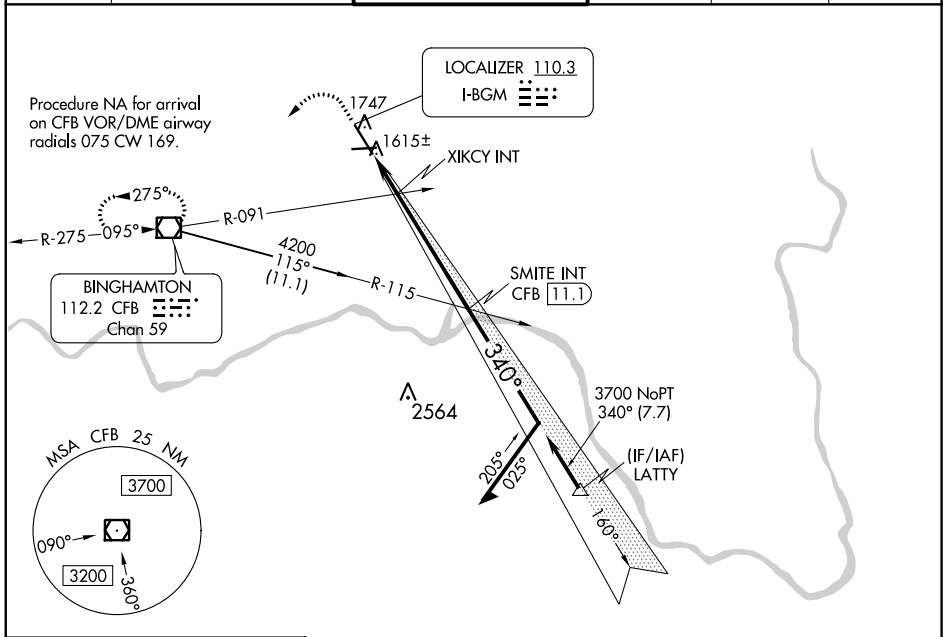 LOCALIZER 110.3
I-BGM
Procedure NA for arrival
on CFB VOR/DME airway
radials 075 CW 169.
1747
1615±
XIKCY INT
275°
R-091
R-275
095°
4200
115°
(11.1)
R-115
SMITE INT
CFB 11.1
BINGHAMTON
112.2 CFB
Chan 59
340°
2564
3700 NoPT
340° (7.7)
(IF/IAF)
LATTY
205°
025°
160°
MSA CFB 25 NM
3700
090°
3200
360°